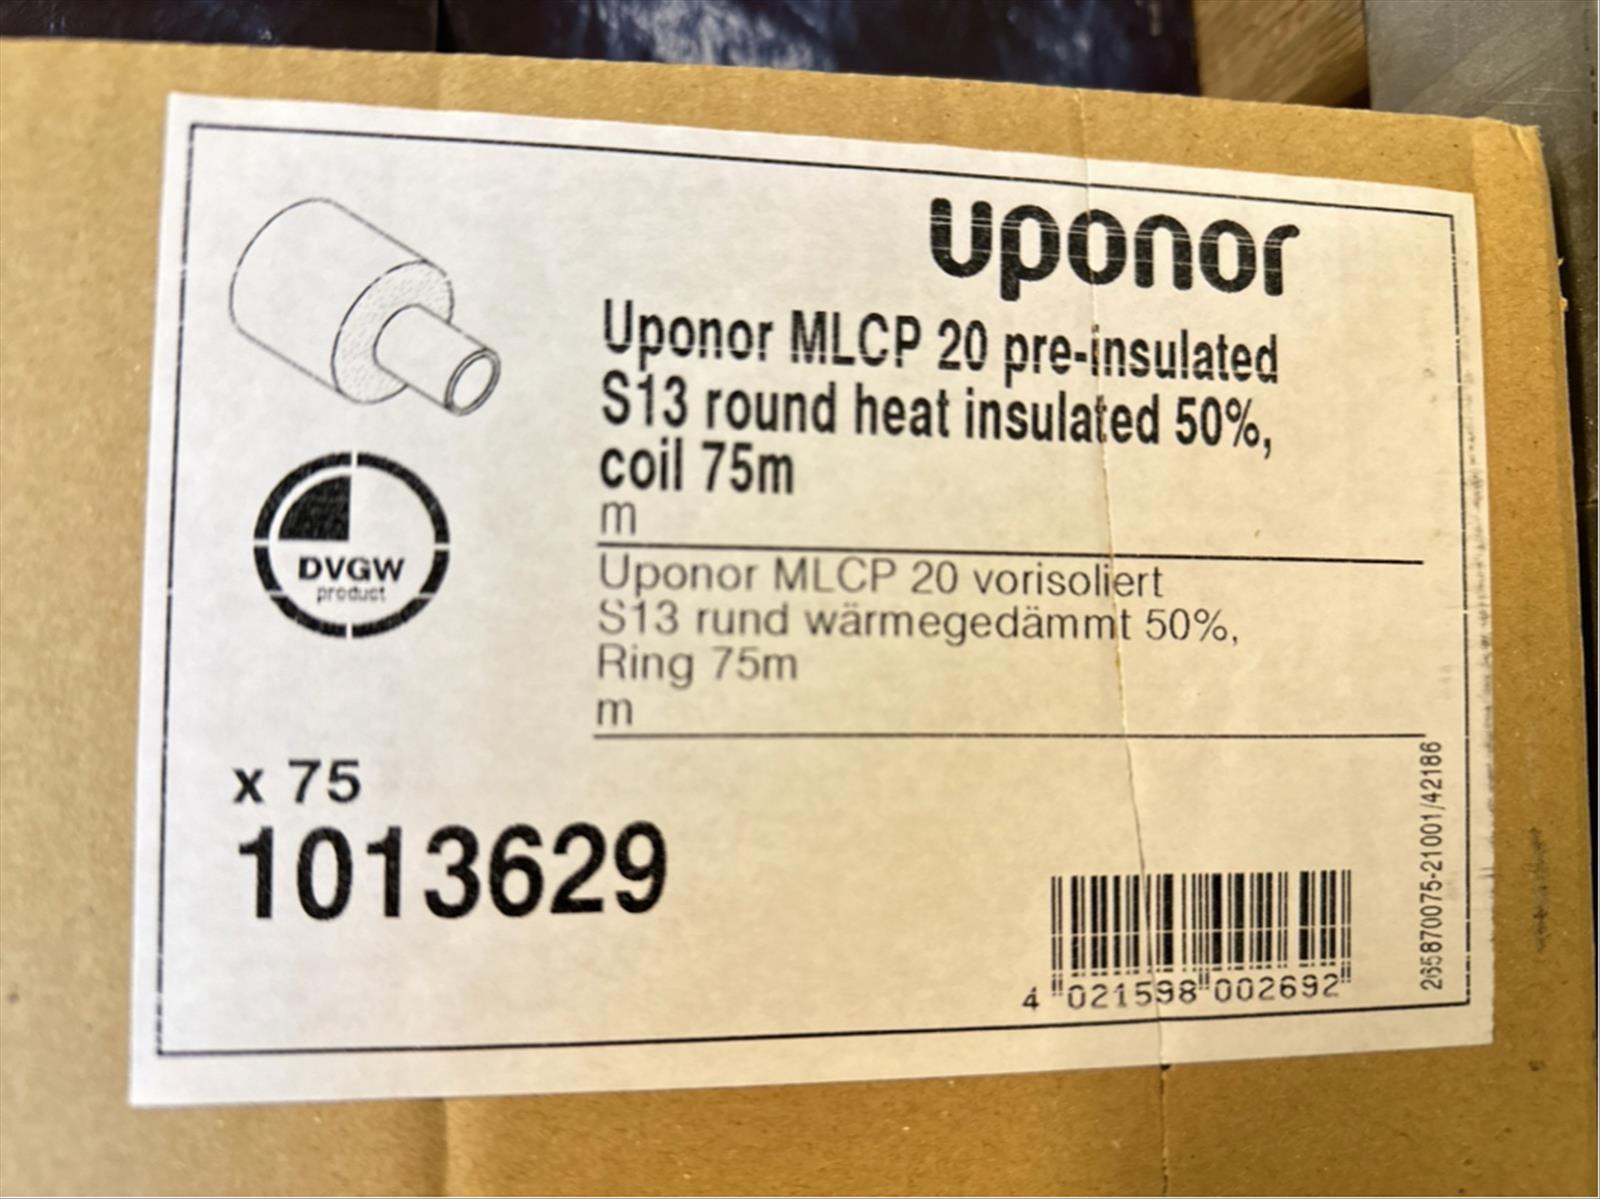 uponor
Uponor MLCP 20 pre-insulated
S13 round heat insulated 50%,
coil 75m
m
Uponor MLCP 20 vorisoliert
S13 rund wärmegedämmt 50%,
Ring 75m
m
DVGW
product
x 75
1013629
4 021598 002692
265870075-21001/42186